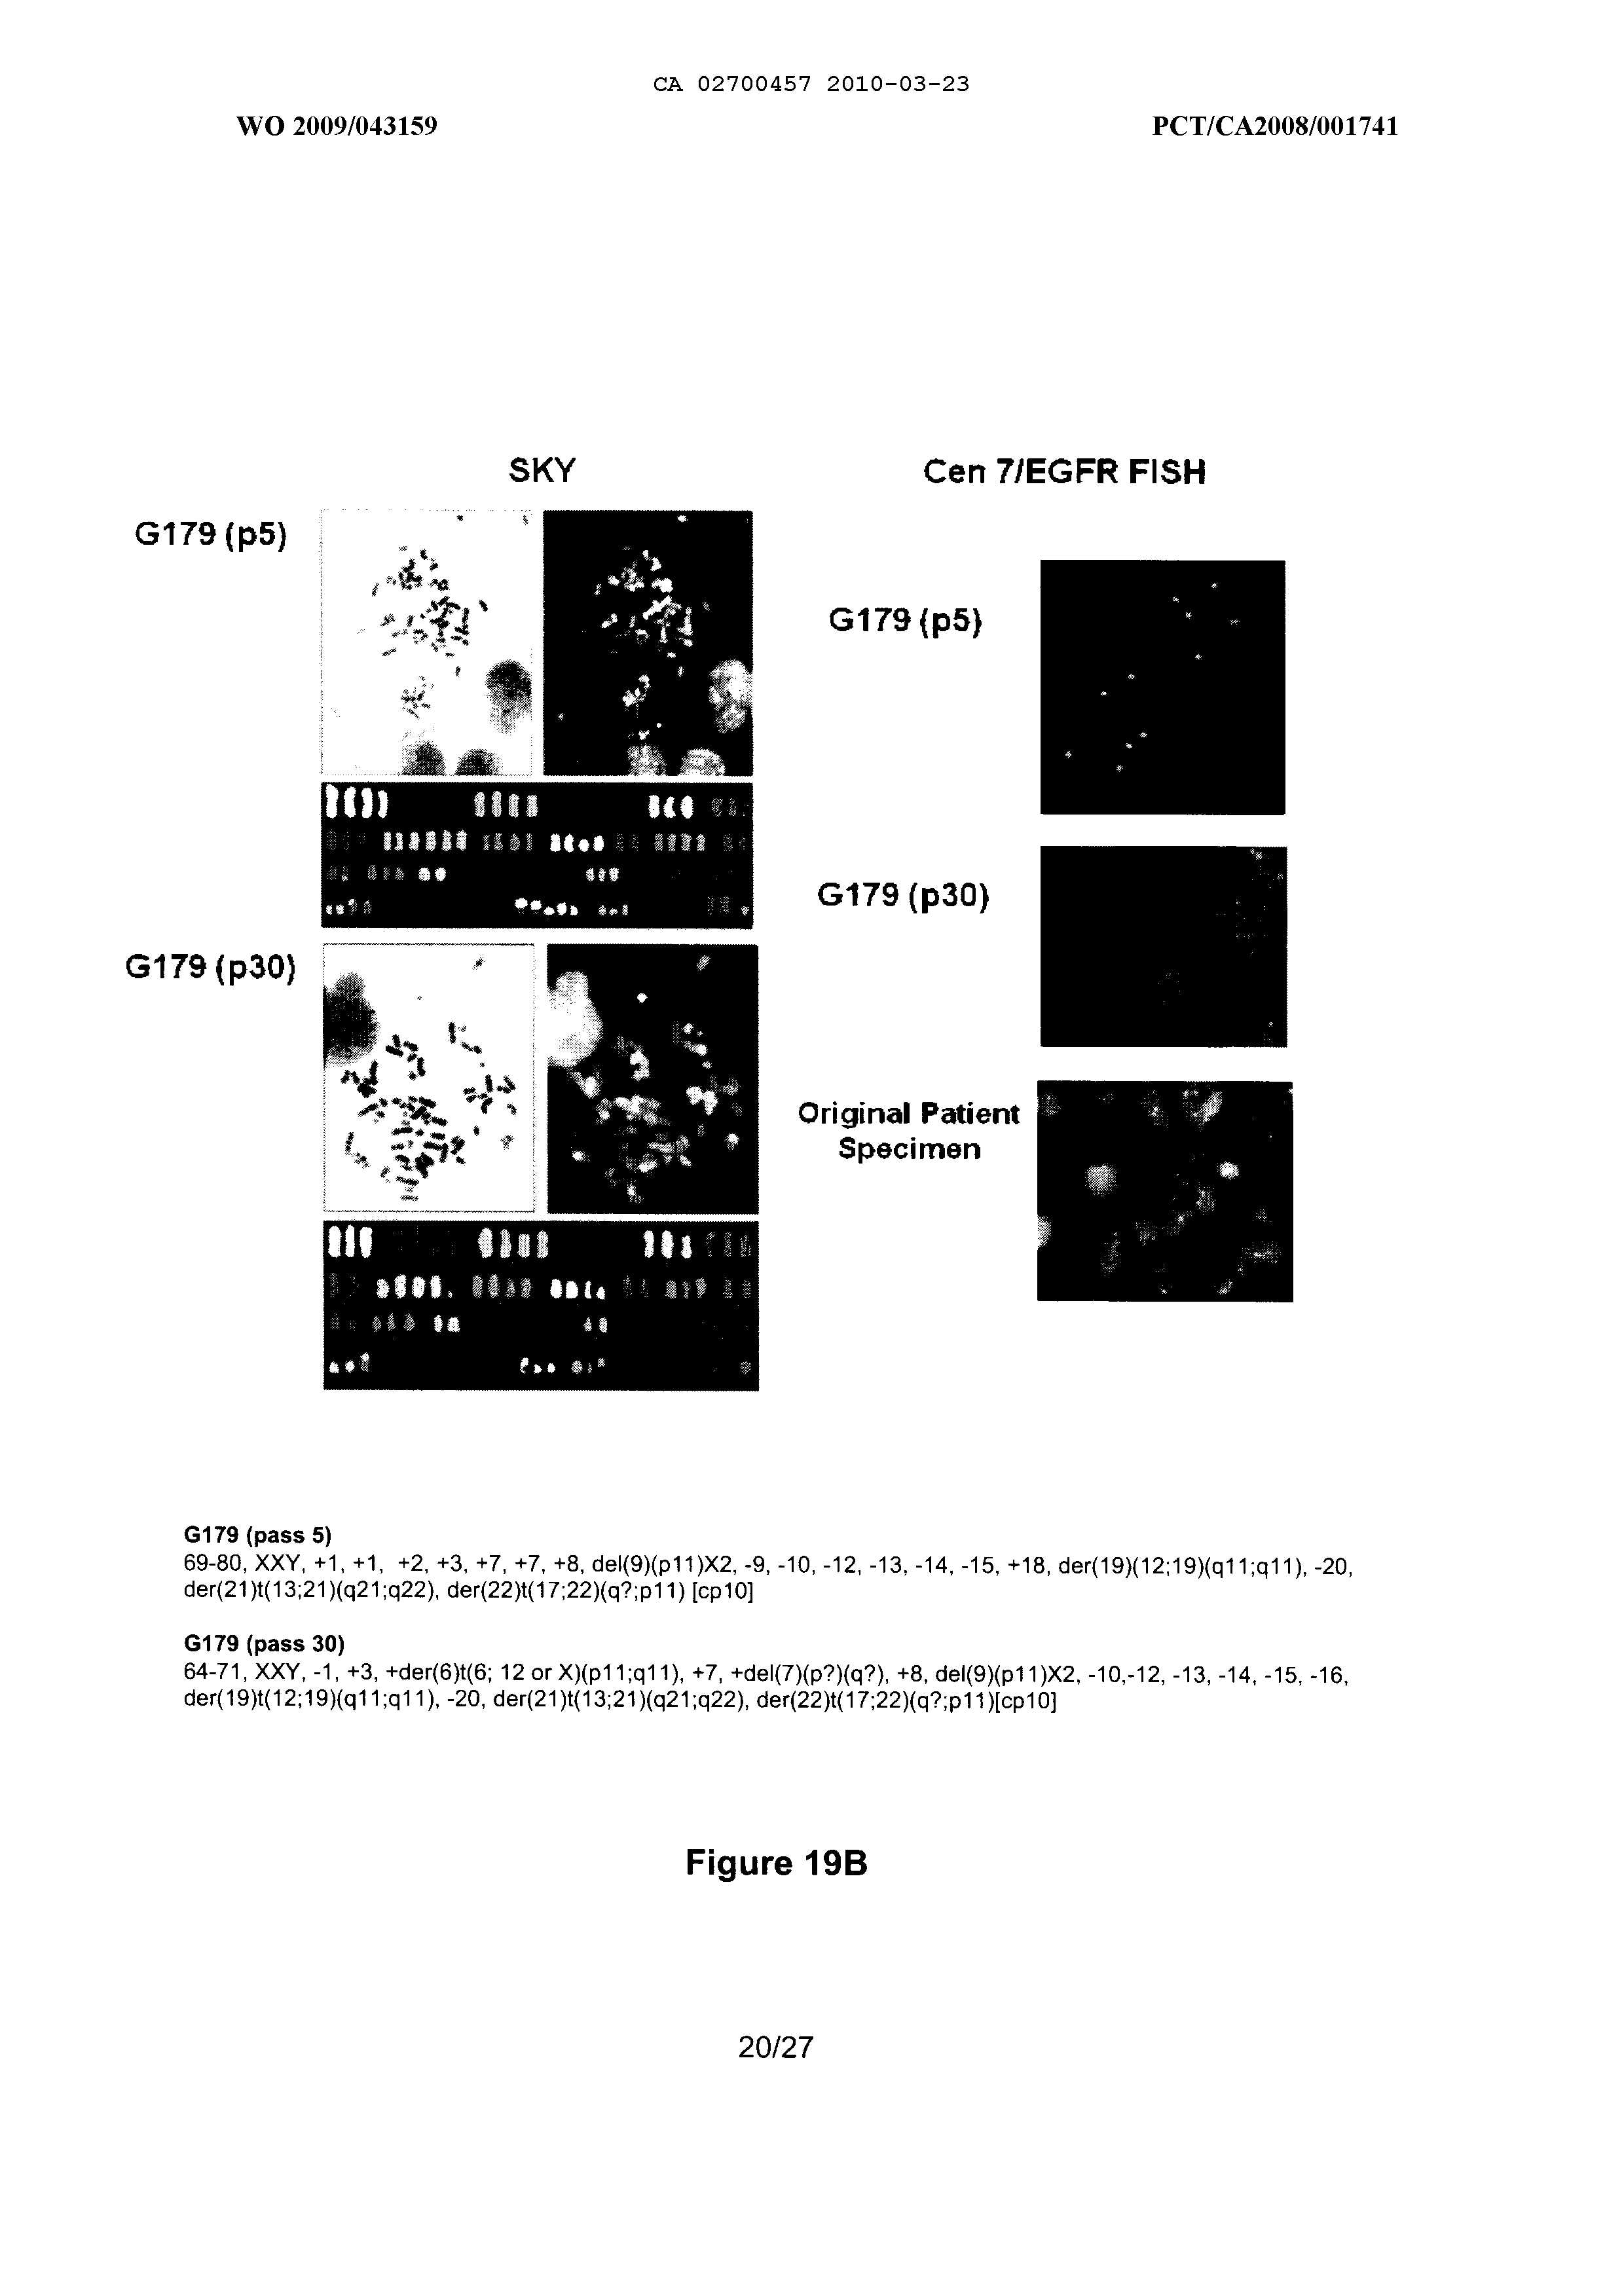 CA 02700457 2010-03-23
WO 2009/043159
PCT/CA2008/001741
SKY
Cen 7/EGFR FISH
G179 (p5)
G179 (p5)
G179 (p30)
G179 (p30)
Original Patient
Specimen
G179 (pass 5)
69-80, XXY, +1, +1, +2, +3, +7, +7, +8, del(9)(p11)X2, -9, -10, -12, -13, -14, -15, +18, der(19)(12;19)(q11;q11), -20,
der(21)t(13;21)(q21;q22), der(22)t(17;22)(q?;p11) [cp10]
G179 (pass 30)
64-71, XXY, -1, +3, +der(6)t(6; 12 or X)(p11;q11), +7, +del(7)(p?)(q?), +8, del(9)(p11)X2, -10,-12, -13, -14, -15, -16,
der(19)t(12;19)(q11;q11), -20, der(21)t(13;21)(q21;q22), der(22)t(17;22)(q?;p11)[cp10]
Figure 19B
20/27